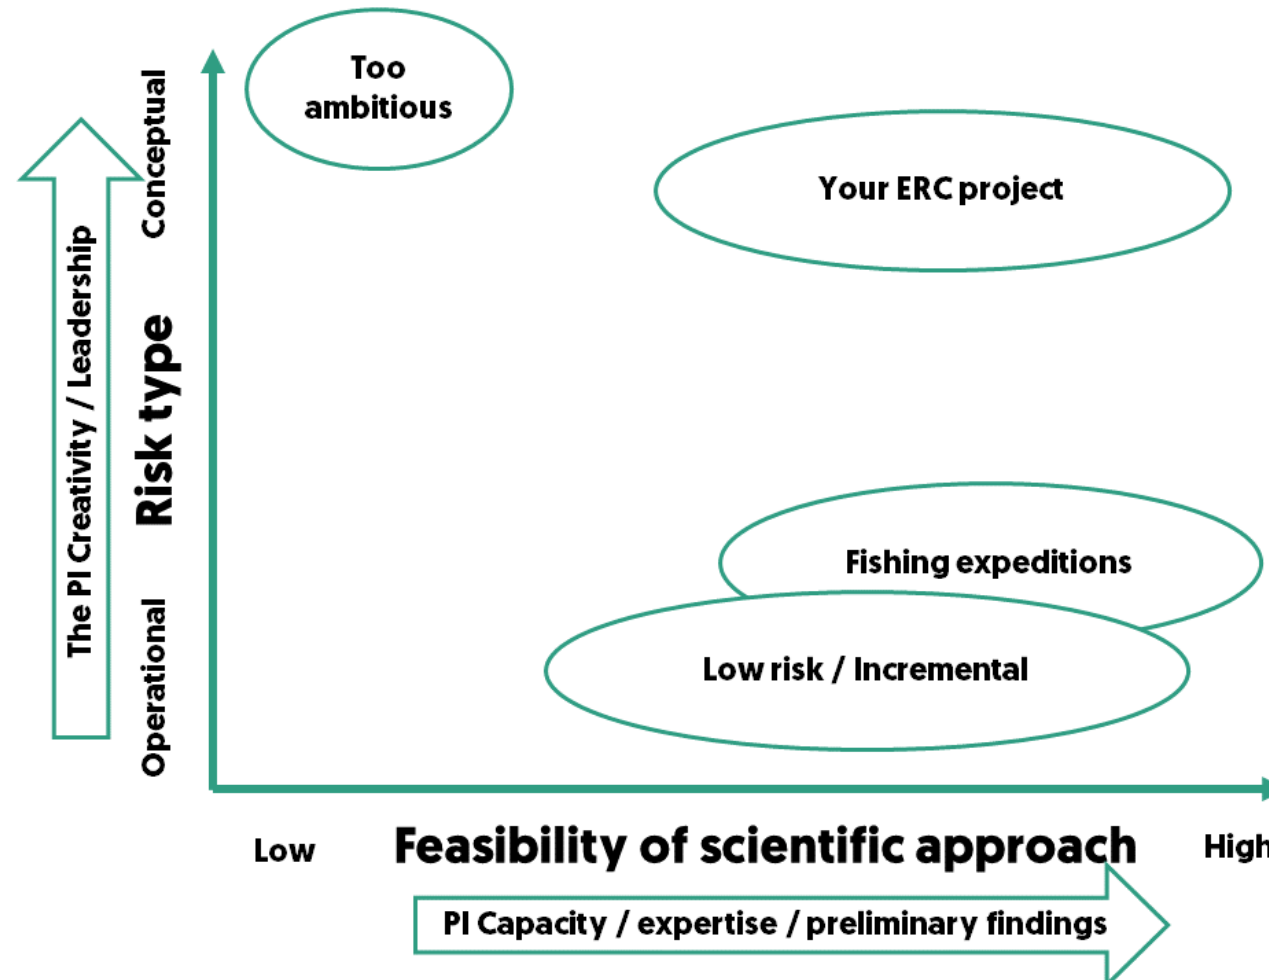 Too
ambitious
Your ERC project
Fishing expeditions
Low risk / Incremental
Conceptual
Risk type
Operational
The PI Creativity / Leadership
Low
Feasibility of scientific approach
High
PI Capacity / expertise / preliminary findings